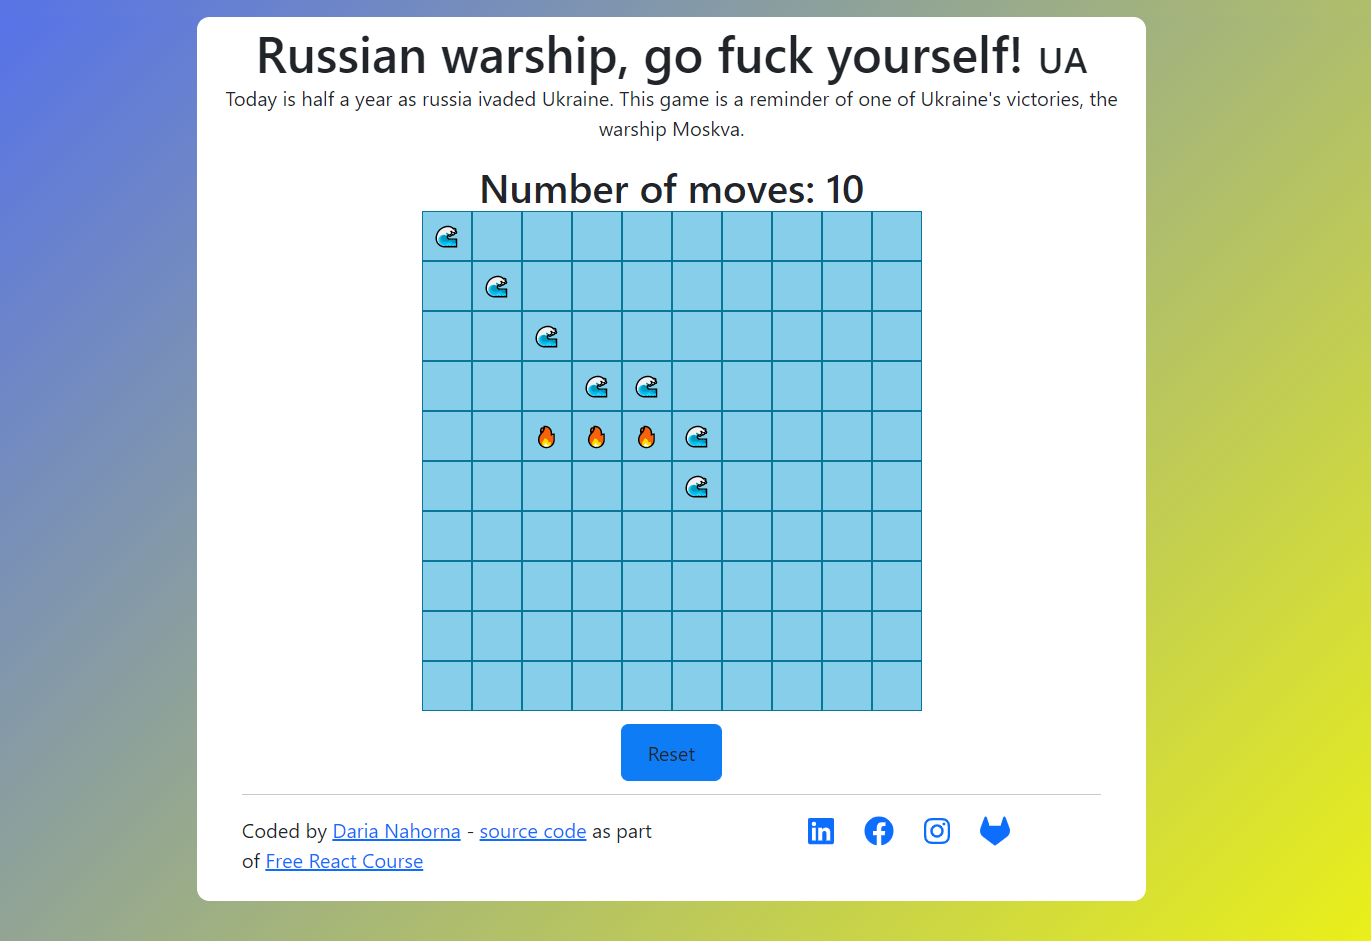 Russian warship, go fuck yourself! UA
Today is half a year as russia ivaded Ukraine. This game is a reminder of one of Ukraine's victories, the
warship Moskva.
Number of moves: 10
Reset
Coded by Daria Nahorna - source code as part
of Free React Course
in